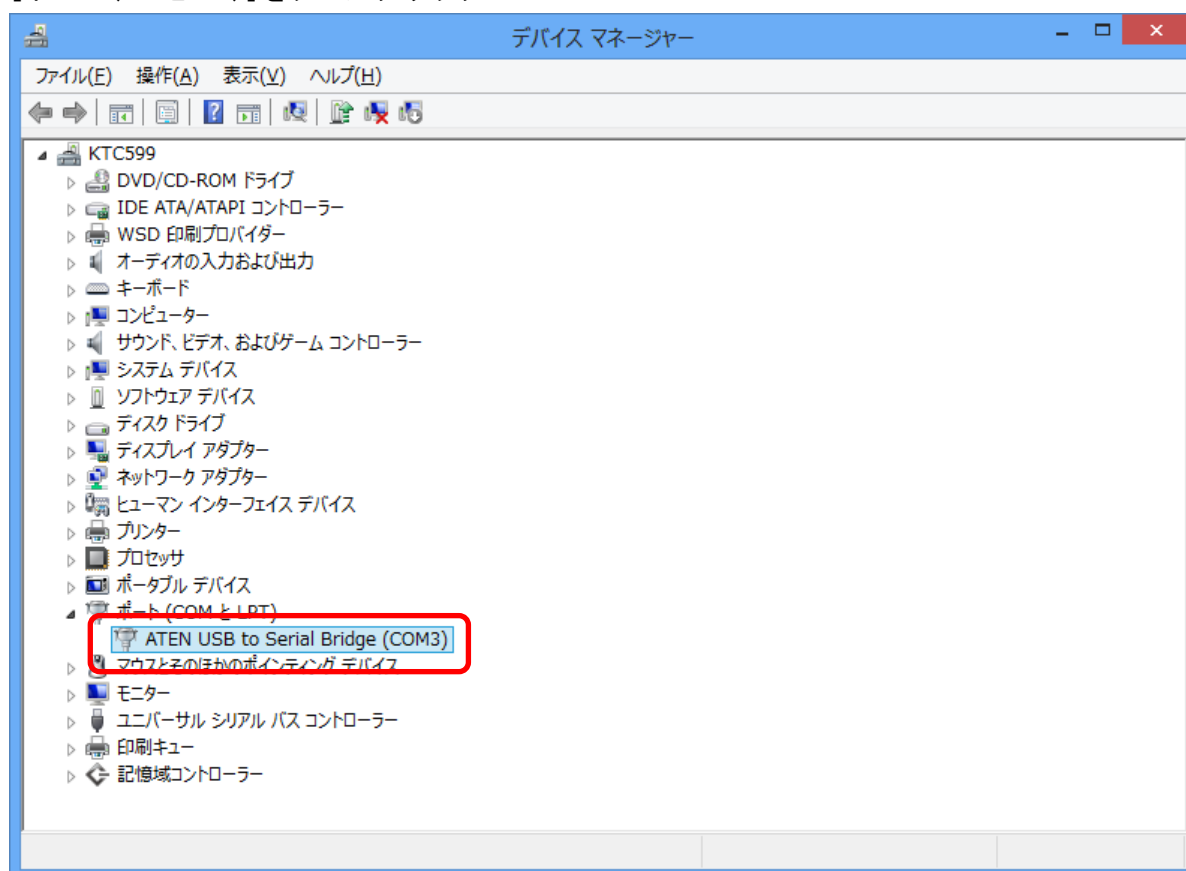 デバイス マネージャー
ファイル(F) 操作(A) 表示(V) ヘルプ(H)
KTC599
DVD/CD-ROM ドライブ
IDE ATA/ATAPI コントローラー
WSD 印刷プロバイダー
オーディオの入力および出力
キーボード
コンピューター
サウンド、ビデオ、およびゲーム コントローラー
システム デバイス
ソフトウェア デバイス
ディスク ドライブ
ディスプレイ アダプター
ネットワーク アダプター
ヒューマン インターフェイス デバイス
プリンター
プロセッサ
ポータブル デバイス
ポート (COM と LPT)
ATEN USB to Serial Bridge (COM3)
マウスとそのほかのポインティング デバイス
モニター
ユニバーサル シリアル バス コントローラー
印刷キュー
記憶域コントローラー